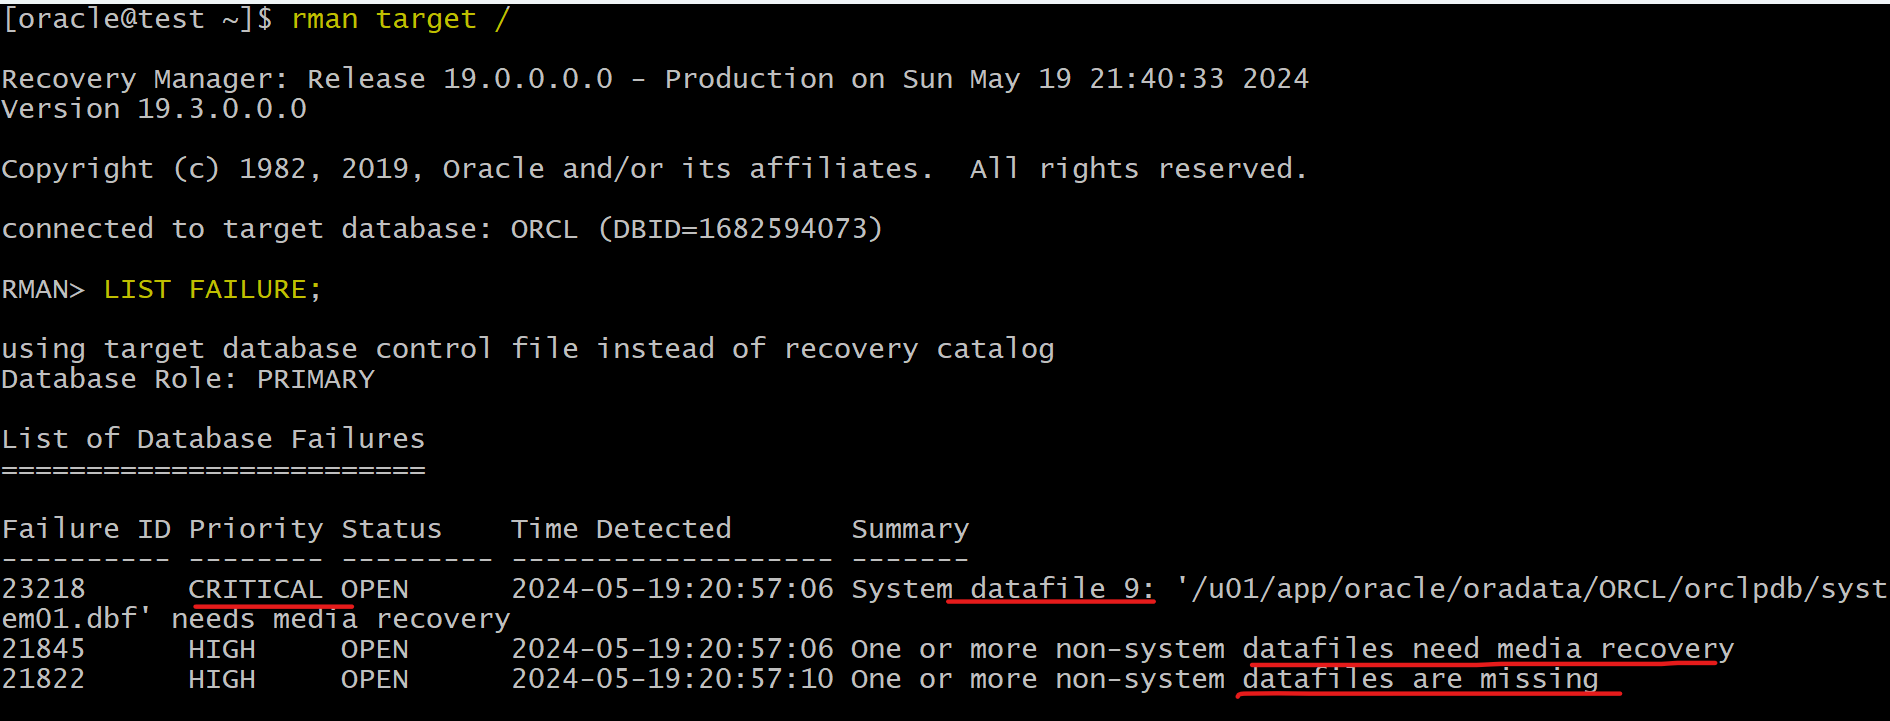 [oracle@test ~]$ rman target /
Recovery Manager: Release 19.0.0.0.0 - Production on Sun May 19 21:40:33 2024
Version 19.3.0.0.0
Copyright (c) 1982, 2019, Oracle and/or its affiliates.  All rights reserved.
connected to target database: ORCL (DBID=1682594073)
RMAN> LIST FAILURE;
using target database control file instead of recovery catalog
Database Role: PRIMARY
List of Database Failures
=========================
Failure ID Priority Status    Time Detected       Summary
---------- -------- --------- ------------------- -------
23218      CRITICAL OPEN      2024-05-19:20:57:06 System datafile 9: '/u01/app/oracle/oradata/ORCL/orclpdb/syst
em01.dbf' needs media recovery
21845      HIGH     OPEN      2024-05-19:20:57:06 One or more non-system datafiles need media recovery
21822      HIGH     OPEN      2024-05-19:20:57:10 One or more non-system datafiles are missing